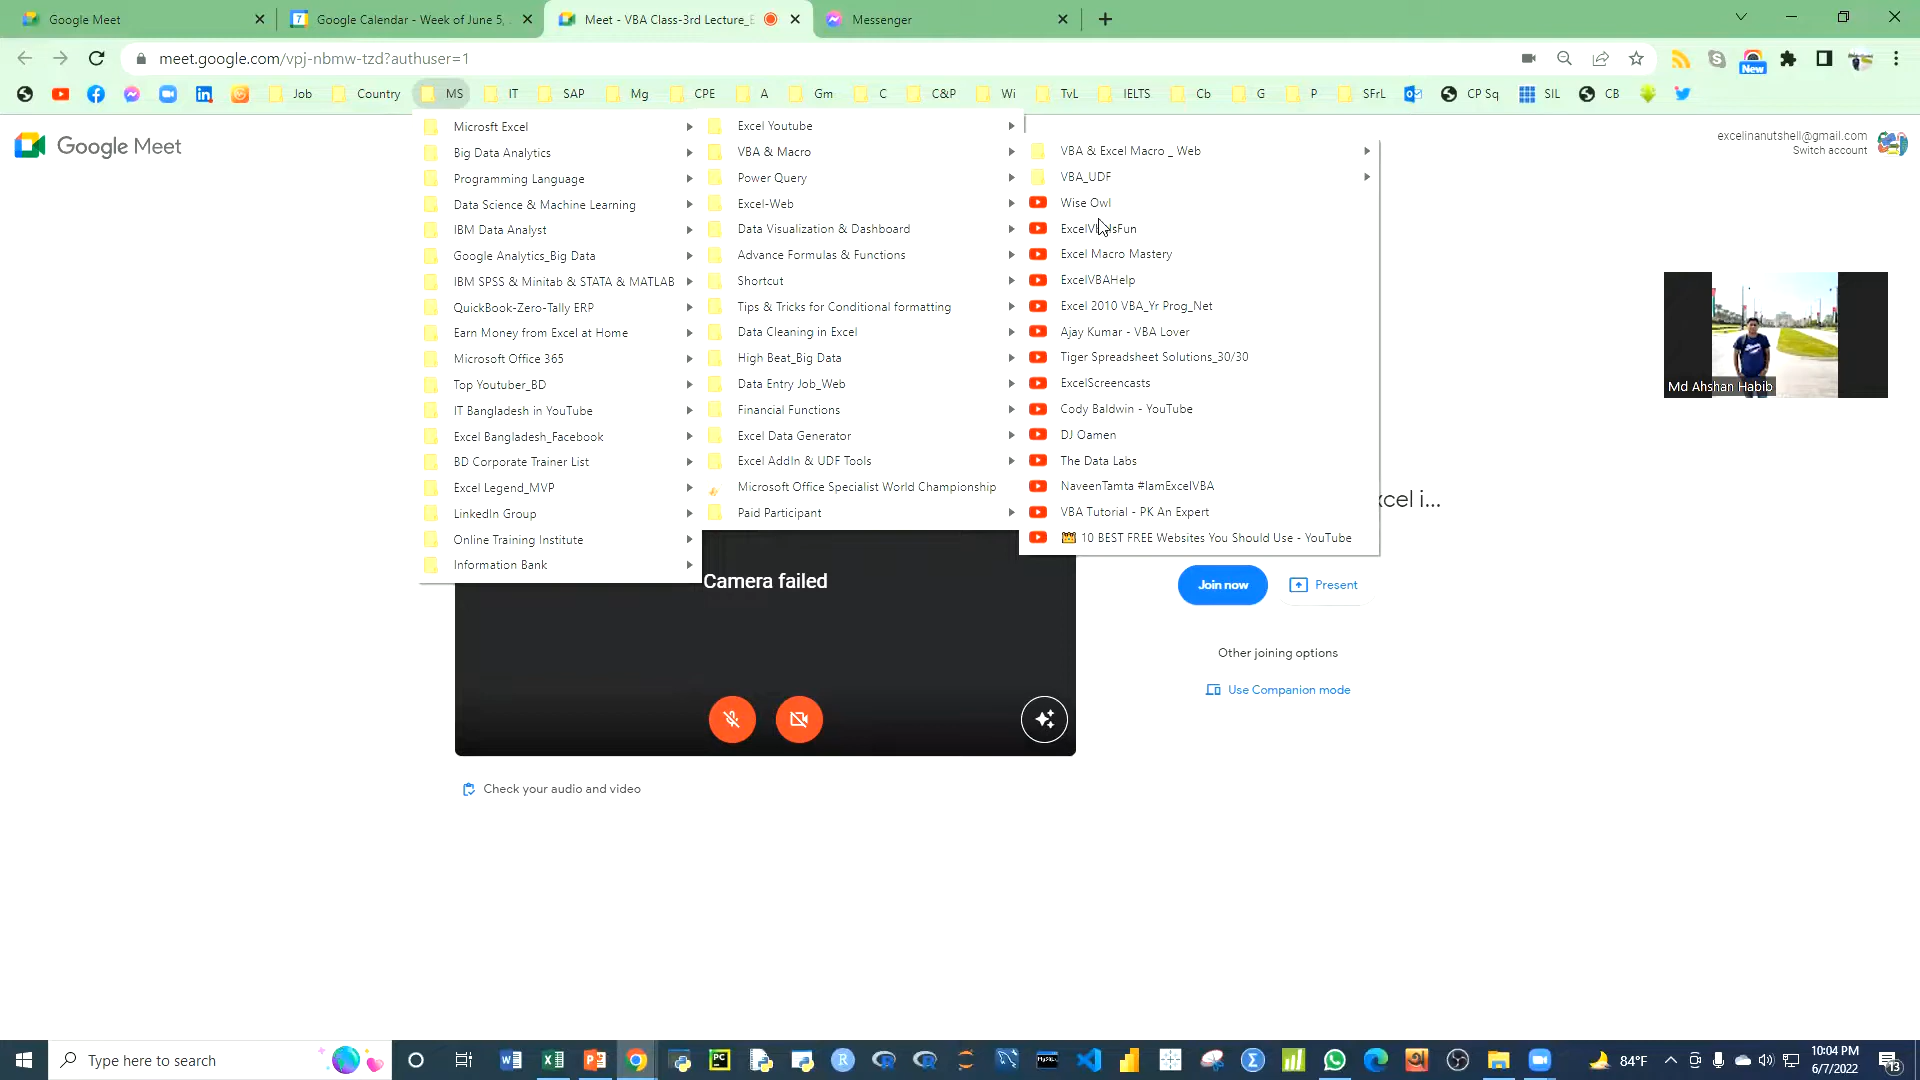 Google Meet
Google Calendar - Week of June 5,
Meet - VBA Class-3rd Lecture_E
Messenger
meet.google.com/vpj-nbmw-tzd?authuser=1
New
Job
Country
MS
IT
SAP
Mg
CPE
A
Gm
C
C&P
Wi
TvL
IELTS
Cb
G
P
SFrL
CP Sq
SIL
CB
Google Meet
excelinanutshell@gmail.com
Switch account
Microsft Excel
Big Data Analytics
Programming Language
Data Science & Machine Learning
IBM Data Analyst
Google Analytics_Big Data
IBM SPSS & Minitab & STATA & MATLAB
QuickBook-Zero-Tally ERP
Earn Money from Excel at Home
Microsoft Office 365
Top Youtuber_BD
IT Bangladesh in YouTube
Excel Bangladesh_Facebook
BD Corporate Trainer List
Excel Legend_MVP
LinkedIn Group
Online Training Institute
Information Bank
Excel Youtube
VBA & Macro
Power Query
Excel-Web
Data Visualization & Dashboard
Advance Formulas & Functions
Shortcut
Tips & Tricks for Conditional formatting
Data Cleaning in Excel
High Beat_Big Data
Data Entry Job_Web
Financial Functions
Excel Data Generator
Excel AddIn & UDF Tools
Microsoft Office Specialist World Championship
Paid Participant
VBA & Excel Macro _ Web
VBA_UDF
Wise Owl
ExcelVBAIsFun
Excel Macro Mastery
ExcelVBAHelp
Excel 2010 VBA_Yr Prog_Net
Ajay Kumar - VBA Lover
Tiger Spreadsheet Solutions_30/30
ExcelScreencasts
Cody Baldwin - YouTube
DJ Oamen
The Data Labs
NaveenTamta #IamExcelVBA
VBA Tutorial - PK An Expert
10 BEST FREE Websites You Should Use - YouTube
Md Ahshan Habib
xcel i...
Camera failed
Join now
Present
Other joining options
Use Companion mode
Check your audio and video
Type here to search
84°F
10:04 PM
6/7/2022
13